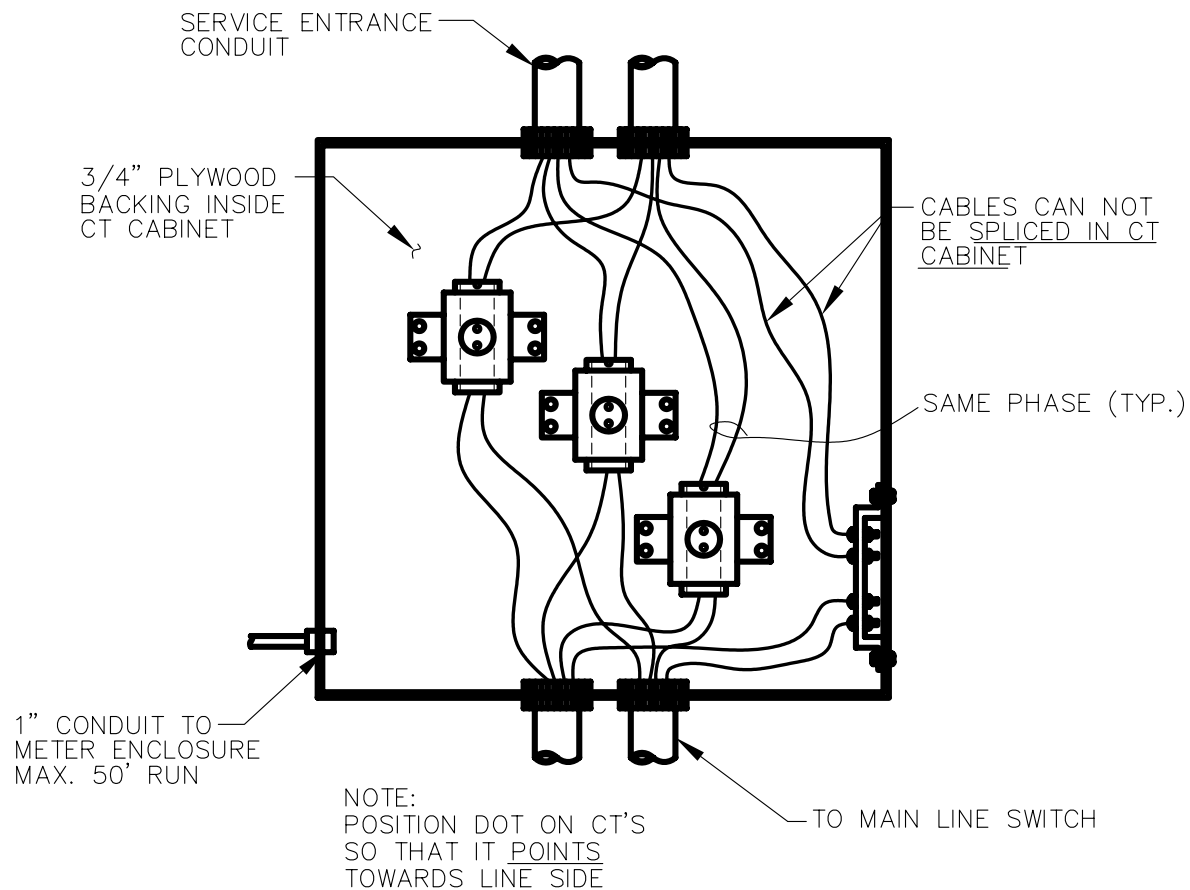 SERVICE ENTRANCE
CONDUIT
3/4” PLYWOOD
BACKING INSIDE
CT CABINET
CABLES CAN NOT
BE SPLICED IN CT
CABINET
SAME PHASE (TYP.)
1” CONDUIT TO
METER ENCLOSURE
MAX. 50' RUN
NOTE:
POSITION DOT ON CT'S
SO THAT IT POINTS
TOWARDS LINE SIDE
TO MAIN LINE SWITCH